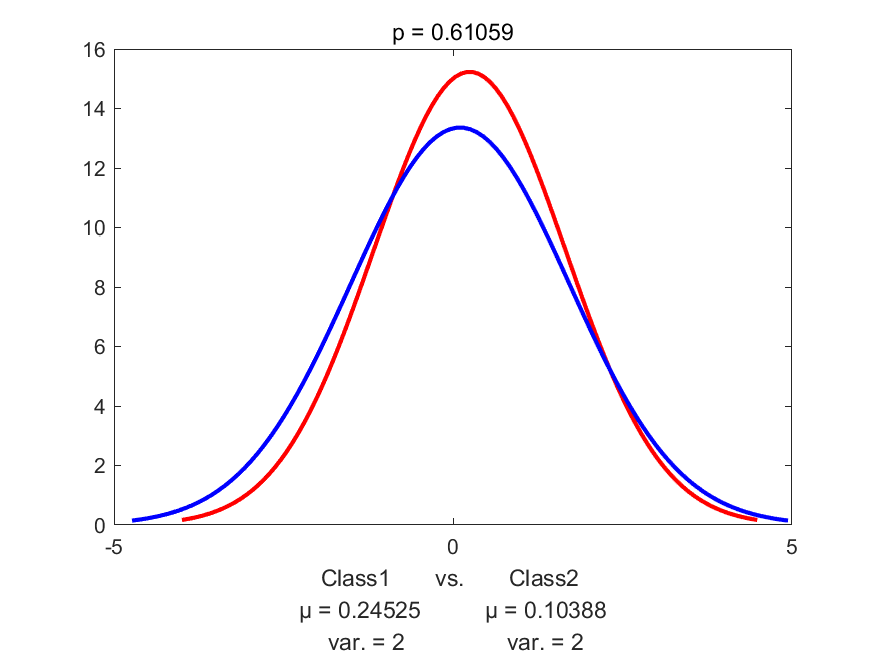 p = 0.61059
16
14
12
10
8
6
4
2
0
-5 0 5
Class1 vs. Class2
μ = 0.24525 μ = 0.10388
var. = 2 var. = 2